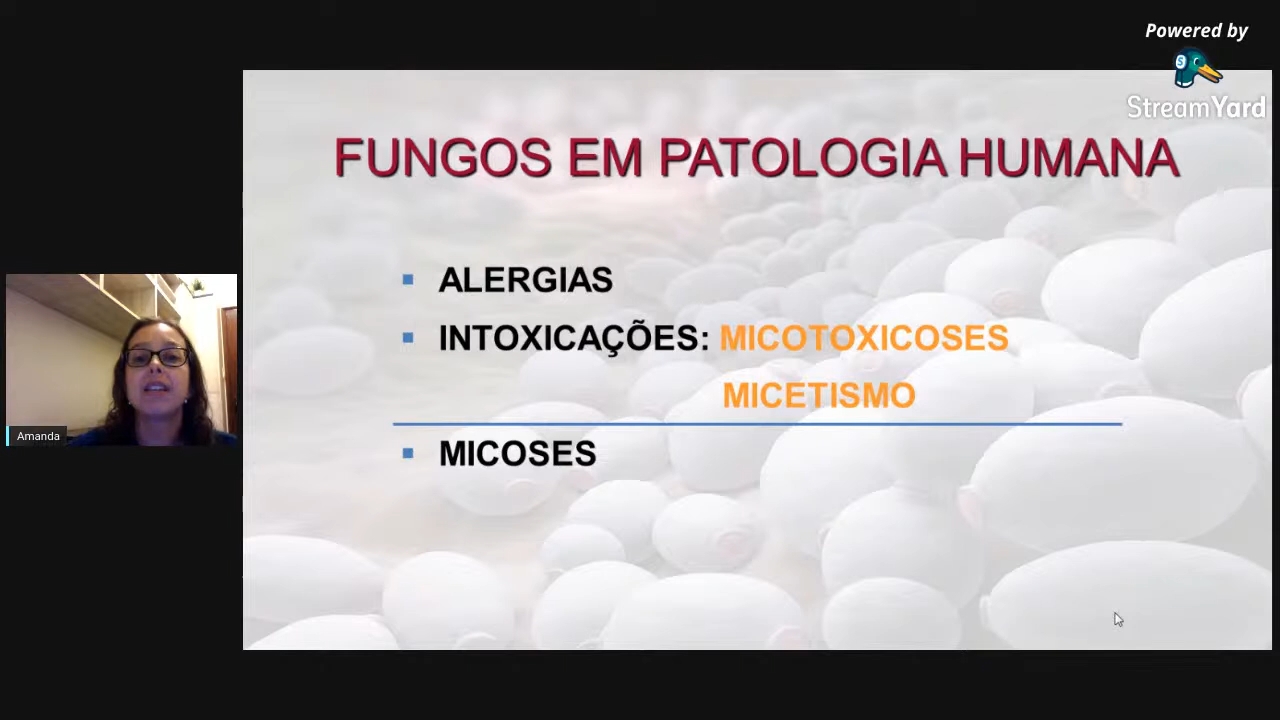 Powered by
StreamYard
FUNGOS EM PATOLOGIA HUMANA
ALERGIAS
INTOXICAÇÕES: MICOTOXICOSES
MICETISMO
MICOSES
Amanda